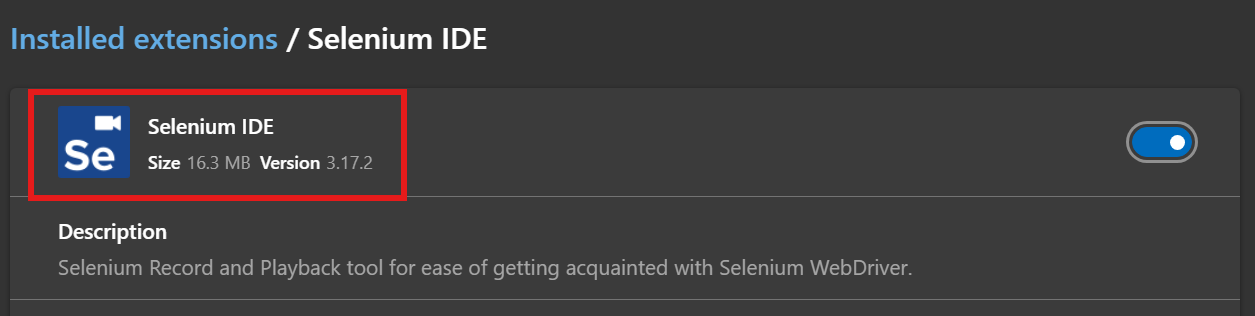 Installed extensions / Selenium IDE
Se
Selenium IDE
Size 16.3 MB Version 3.17.2
Description
Selenium Record and Playback tool for ease of getting acquainted with Selenium WebDriver.